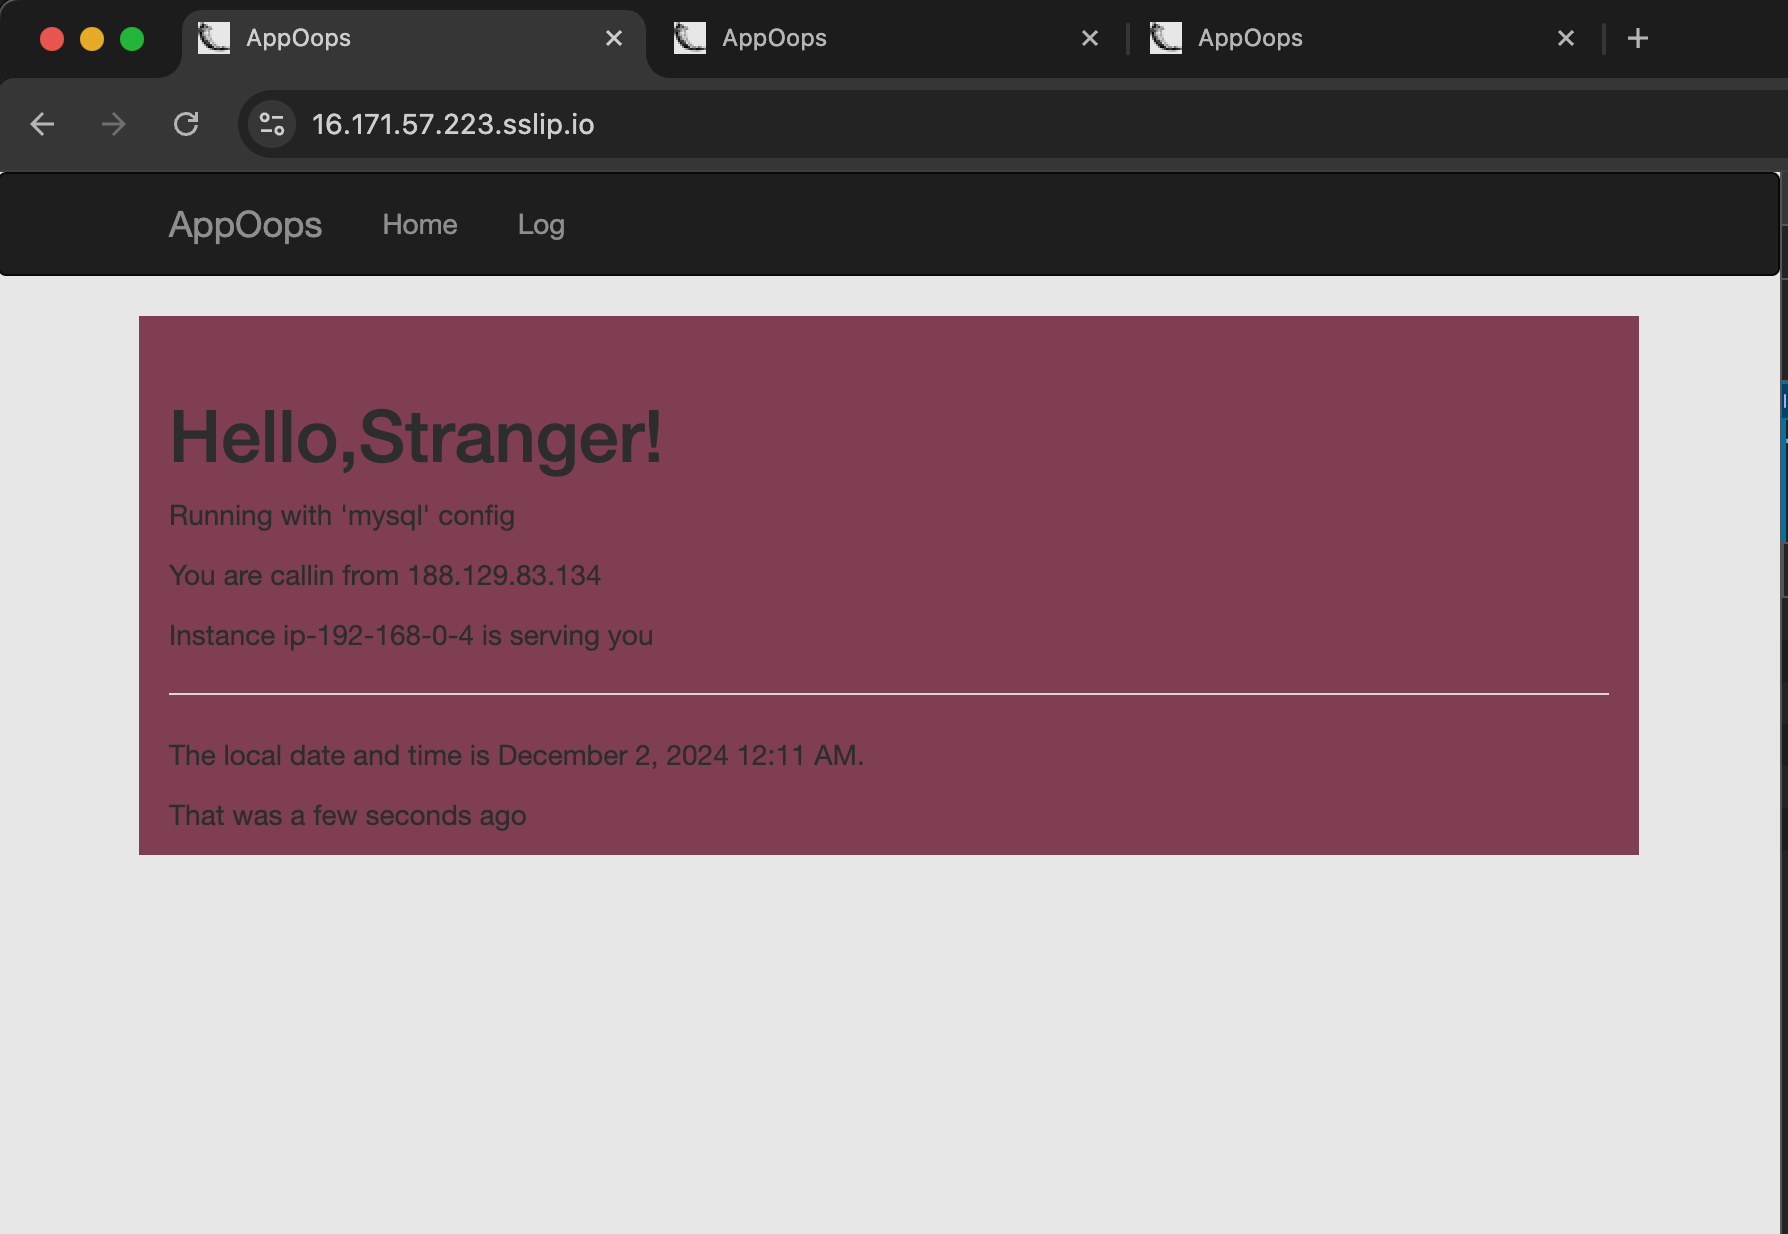 AppOops
AppOops
AppOops
16.171.57.223.sslip.io
AppOops Home Log
Hello,Stranger!
Running with 'mysql' config
You are callin from 188.129.83.134
Instance ip-192-168-0-4 is serving you
The local date and time is December 2, 2024 12:11 AM.
That was a few seconds ago